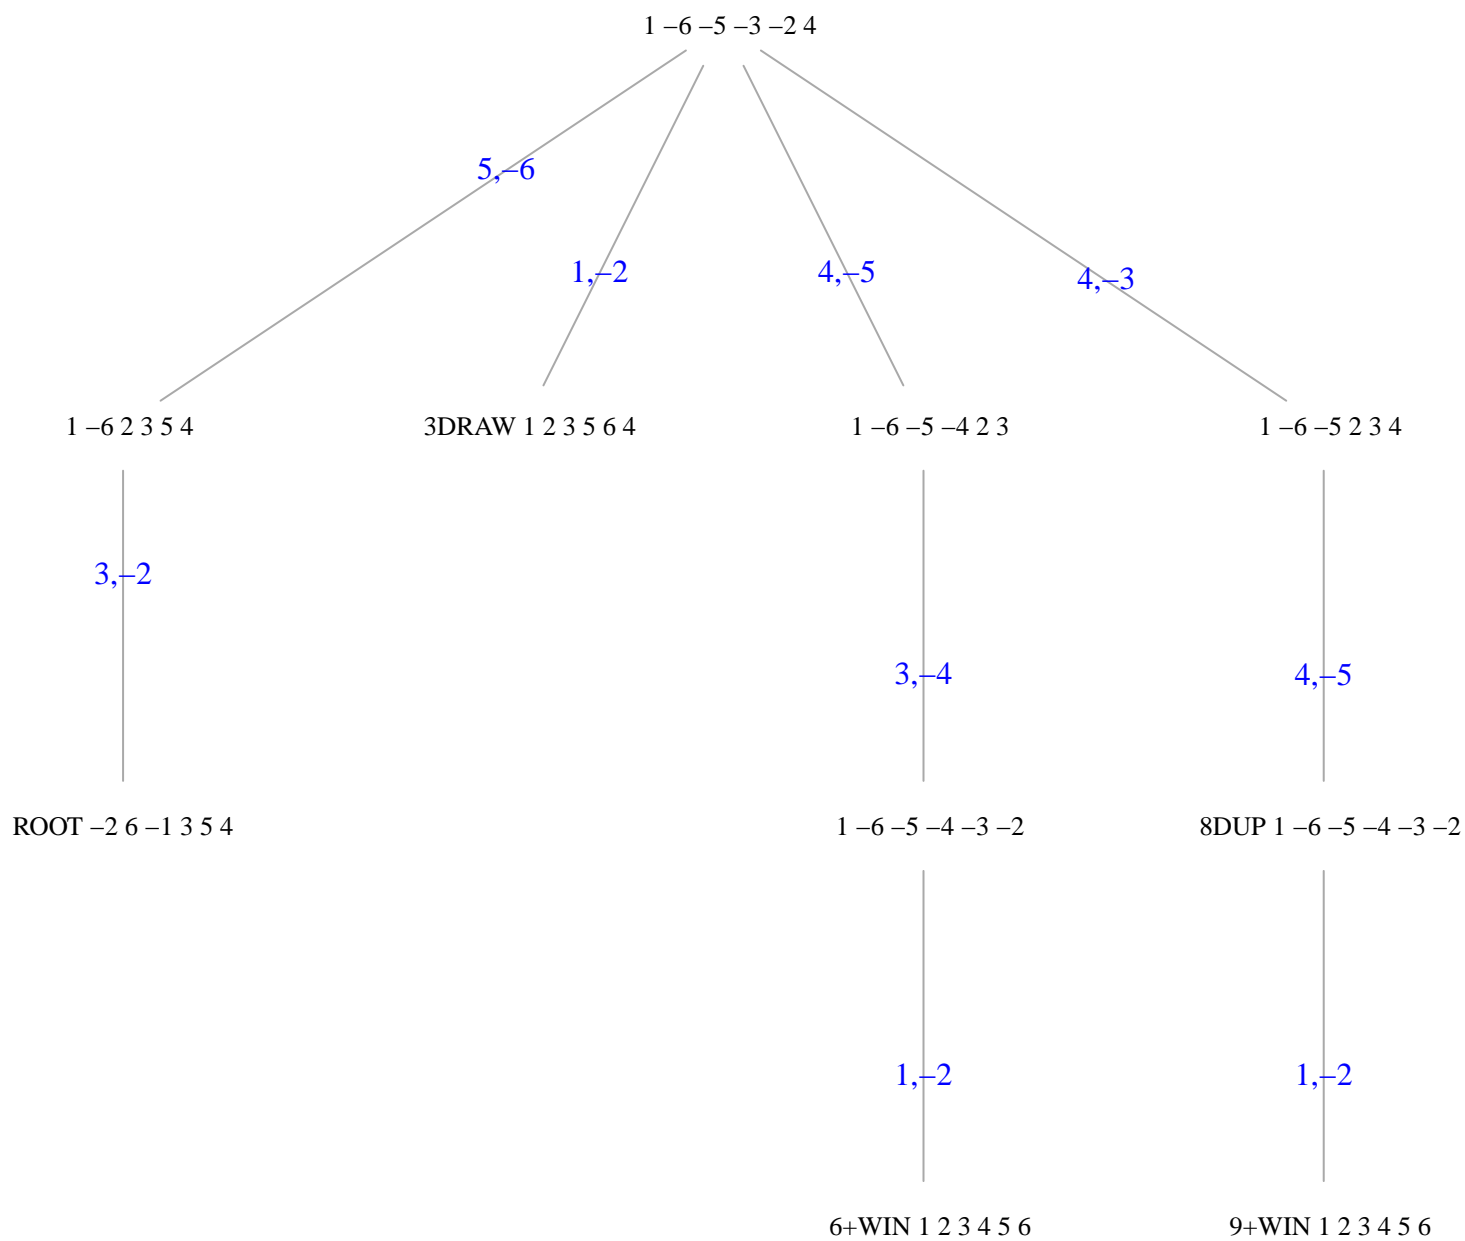 1 –6 –5 –3 –2 4
5,–6
1,–2
4,–5
4,–3
1 –6 2 3 5 4
3DRAW 1 2 3 5 6 4
1 –6 –5 –4 2 3
1 –6 –5 2 3 4
3,–2
3,–4
4,–5
ROOT –2 6 –1 3 5 4
1 –6 –5 –4 –3 –2
8DUP 1 –6 –5 –4 –3 –2
1,–2
1,–2
6+WIN 1 2 3 4 5 6
9+WIN 1 2 3 4 5 6